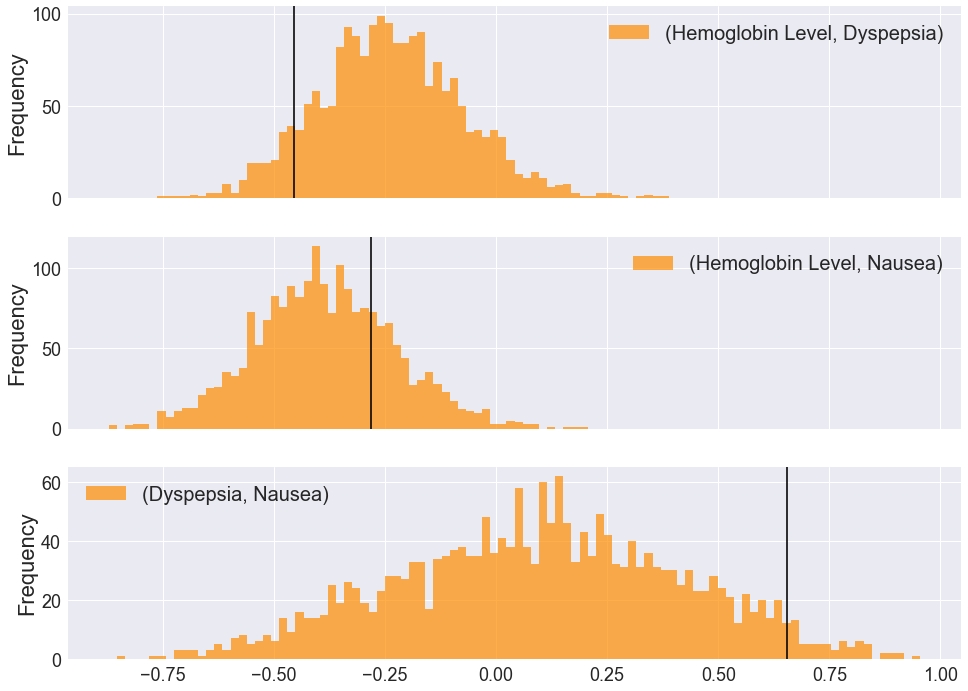 100
50
0
Frequency
(Hemoglobin Level, Dyspepsia)
100
50
0
Frequency
(Hemoglobin Level, Nausea)
60
40
20
0
Frequency
(Dyspepsia, Nausea)
−0.75 −0.50 −0.25 0.00 0.25 0.50 0.75 1.00